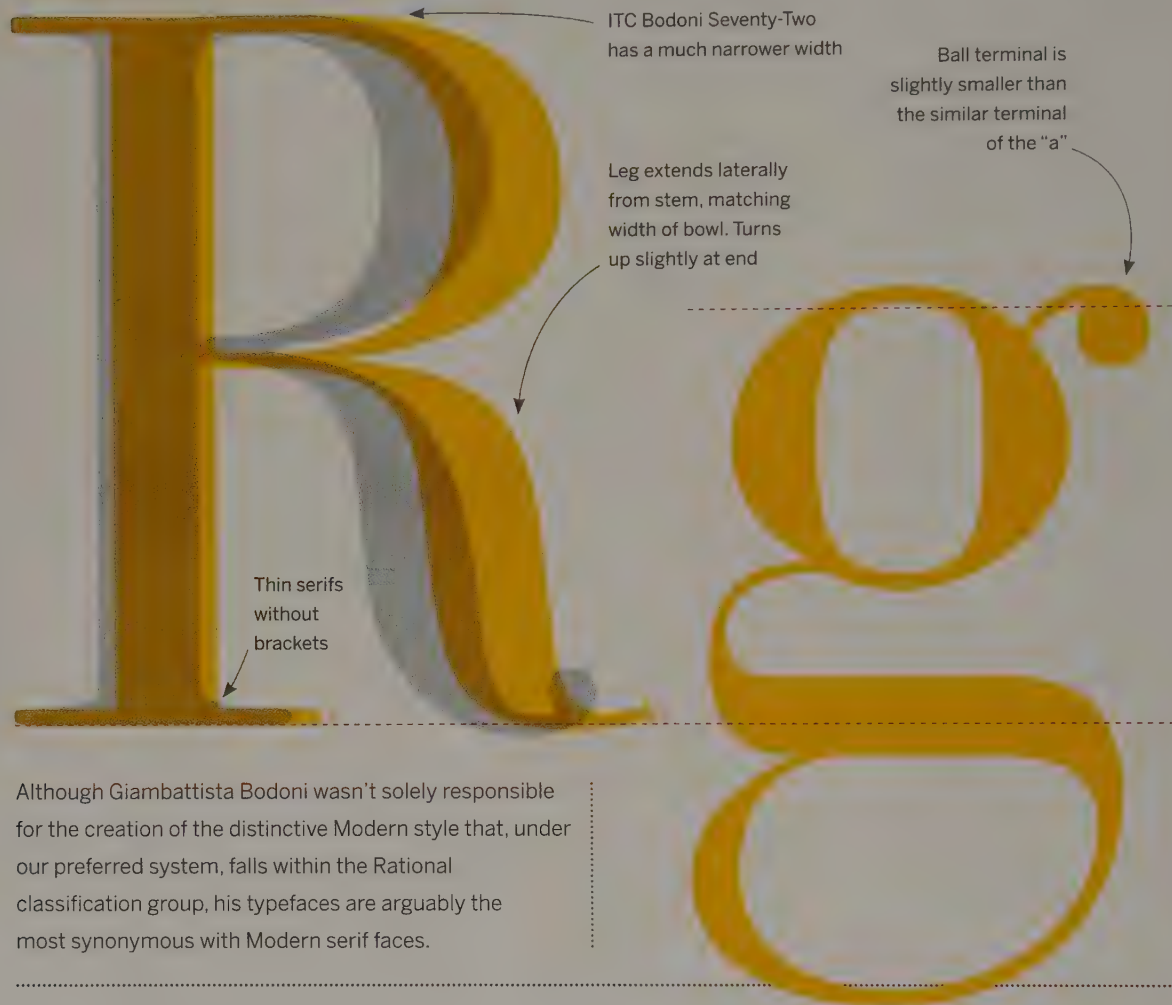 R
ITC Bodoni Seventy-Two
has a much narrower width
Ball terminal is
slightly smaller than
the similar terminal
of the “a”
Leg extends laterally
from stem, matching
width of bowl. Turns
up slightly at end
g
Thin serifs
without
brackets
Although Giambattista Bodoni wasn't solely responsible
for the creation of the distinctive Modern style that, under
our preferred system, falls within the Rational
classification group, his typefaces are arguably the
most synonymous with Modern serif faces.